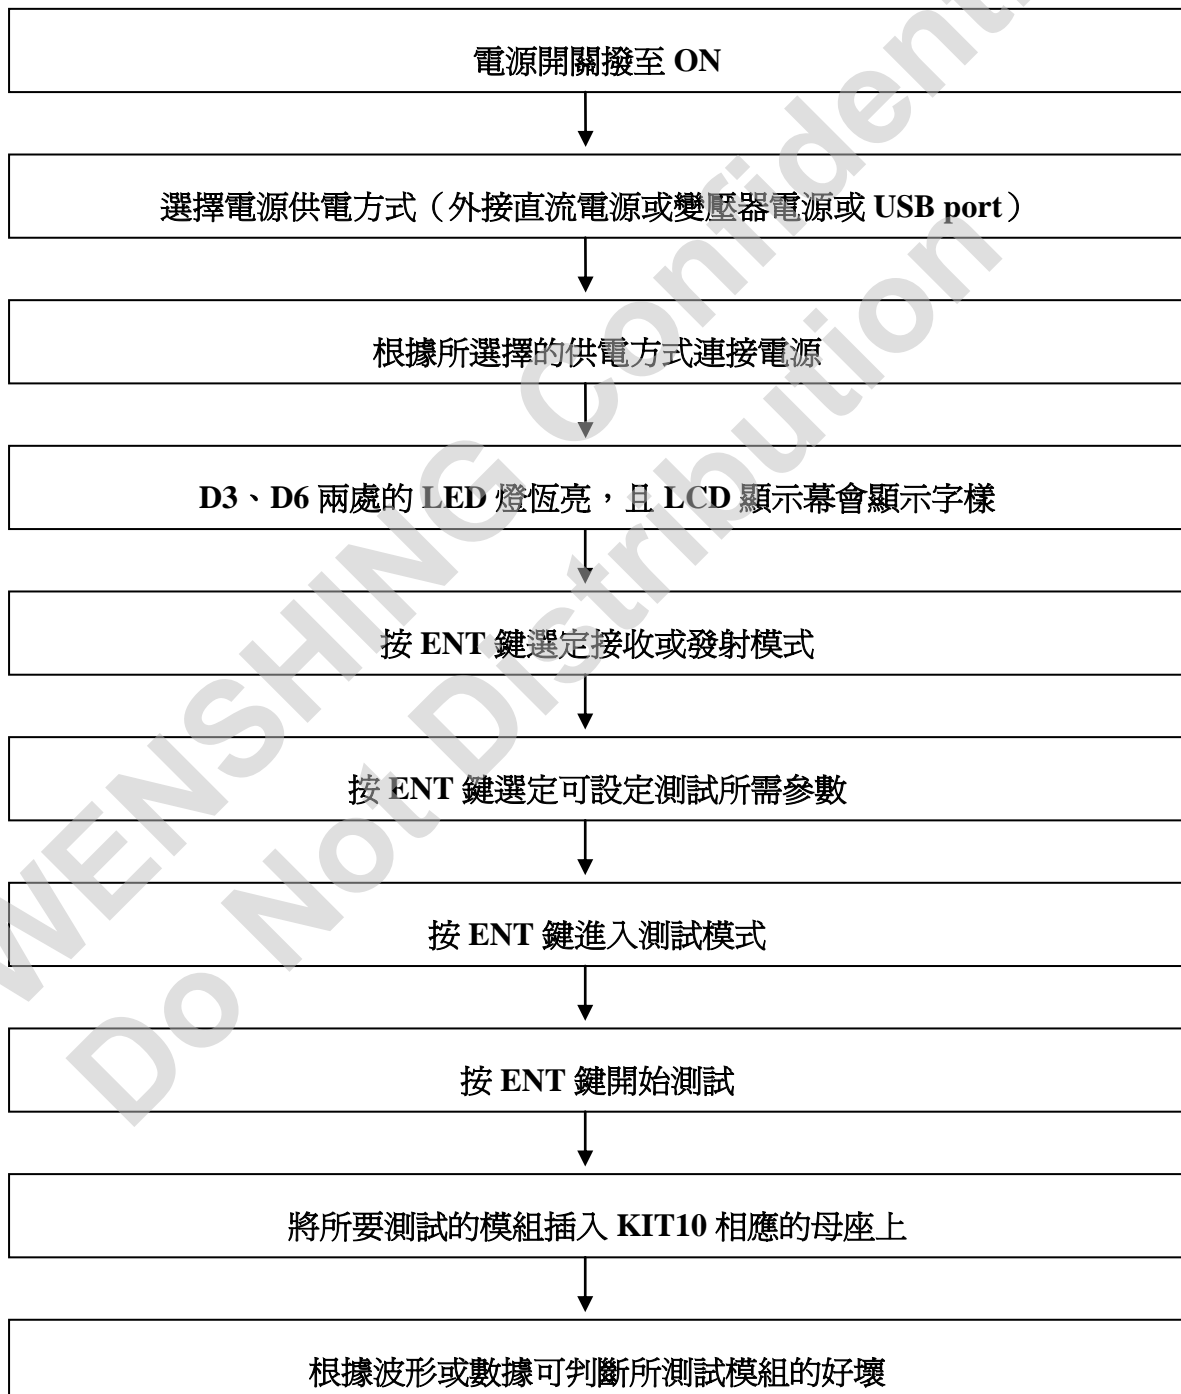 電源開關撥至 ON
選擇電源供電方式（外接直流電源或變壓器電源或 USB port）
根據所選擇的供電方式連接電源
D3、D6 兩處的 LED 燈恆亮，且 LCD 顯示幕會顯示字樣
按 ENT 鍵選定接收或發射模式
按 ENT 鍵選定可設定測試所需參數
按 ENT 鍵進入測試模式
按 ENT 鍵開始測試
將所要測試的模組插入 KIT10 相應的母座上
根據波形或數據可判斷所測試模組的好壞
WENSHING Confident
Do Not Distribution